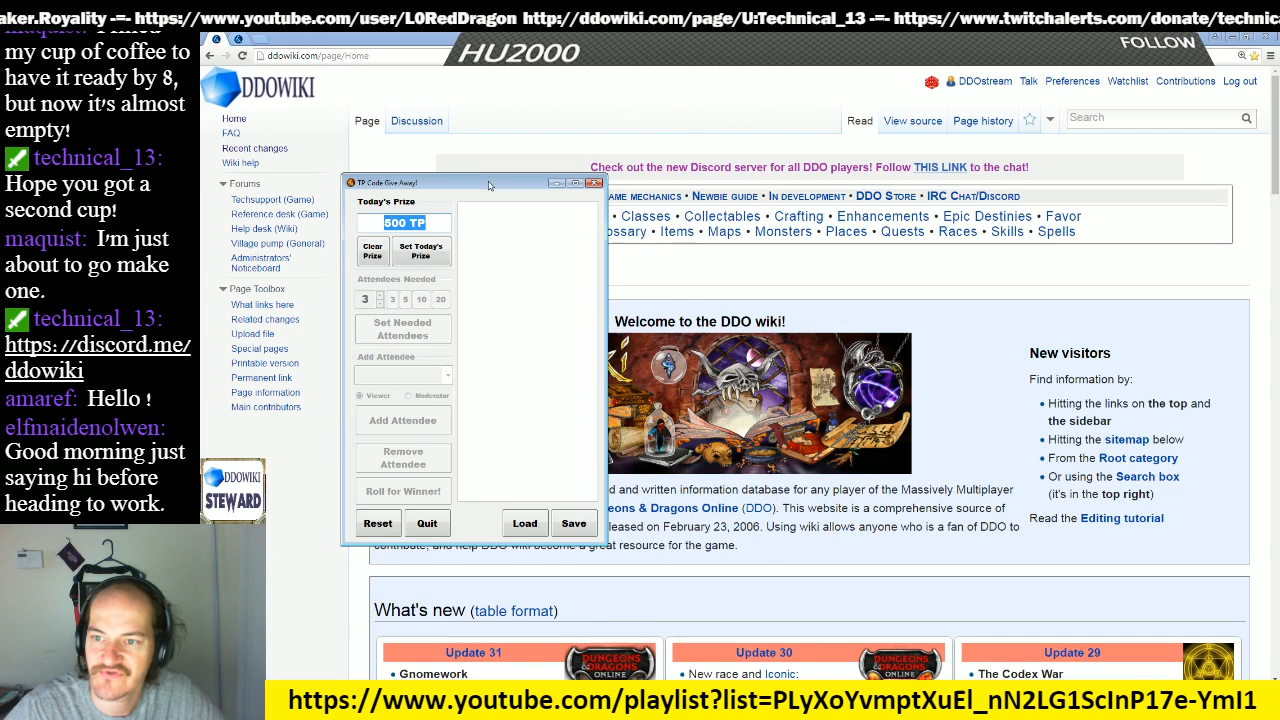 aker.Royality -=- https://www.youtube.com/user/L0RedDragon http://ddowiki.com/page/U:Technical_13 -=- https://www.twitchalerts.com/donate/technic
my cup of coffee to
have it ready by 8,
but now it's almost
empty!
technical_13:
Hope you got a
second cup!
maquist: I'm just
about to go make
one.
technical_13:
https://discord.me/
ddowiki
amaref: Hello !
elfmaidenolwen:
Good morning just
saying hi before
heading to work.
ddowiki.com/page/Home
HU2000
FOLLOW
DDOWIKI
DDOstream Talk Preferences Watchlist Contributions Log out
Home
FAQ
Recent changes
Wiki help
Forums
Techsupport (Game)
Reference desk (Game)
Help desk (Wiki)
Village pump (General)
Administrators'
Noticeboard
Page Toolbox
What links here
Related changes
Upload file
Special pages
Printable version
Permanent link
Page information
Main contributors
DDOWIKI
STEWARD
Page Discussion
Read View source Page history
Search
Check out the new Discord server for all DDO players! Follow THIS LINK to the chat!
AME MECHANICS • NEWBIE GUIDE • IN DEVELOPMENT • DDO STORE • IRC CHAT/DISCORD
• Classes • Collectables • Crafting • Enhancements • Epic Destinies • Favor
ossary • Items • Maps • Monsters • Places • Quests • Races • Skills • Spells
TP Code Give Away!
Today's Prize
500 TP
Clear
Prize
Set Today's
Prize
Attendees Needed
3 3 5 10 20
Set Needed
Attendees
Add Attendee
Viewer Moderator
Add Attendee
Remove
Attendee
Roll for Winner!
Reset Quit Load Save
Welcome to the DDO wiki!
d and written information database for any player of the Massively Multiplayer
eons & Dragons Online (DDO). This website is a comprehensive source of
eleased on February 23, 2006. Using wiki allows anyone who is a fan of DDO to
contribute, and help DDO wiki become a great resource for the game.
New visitors
Find information by:
• Hitting the links on the top and
the sidebar
• Hitting the sitemap below
• From the Root category
• Or using the Search box
(it's in the top right)
Read the Editing tutorial
What's new (table format)
Update 31
• Gnomework
DUNGEONS
DRAGONS
ONLINE
Update 30
• New race and Iconic:
DUNGEONS
DRAGONS
ONLINE
Update 29
• The Codex War
https://www.youtube.com/playlist?list=PLyXoYvmptXuEl_nN2LG1ScInP17e-YmI1